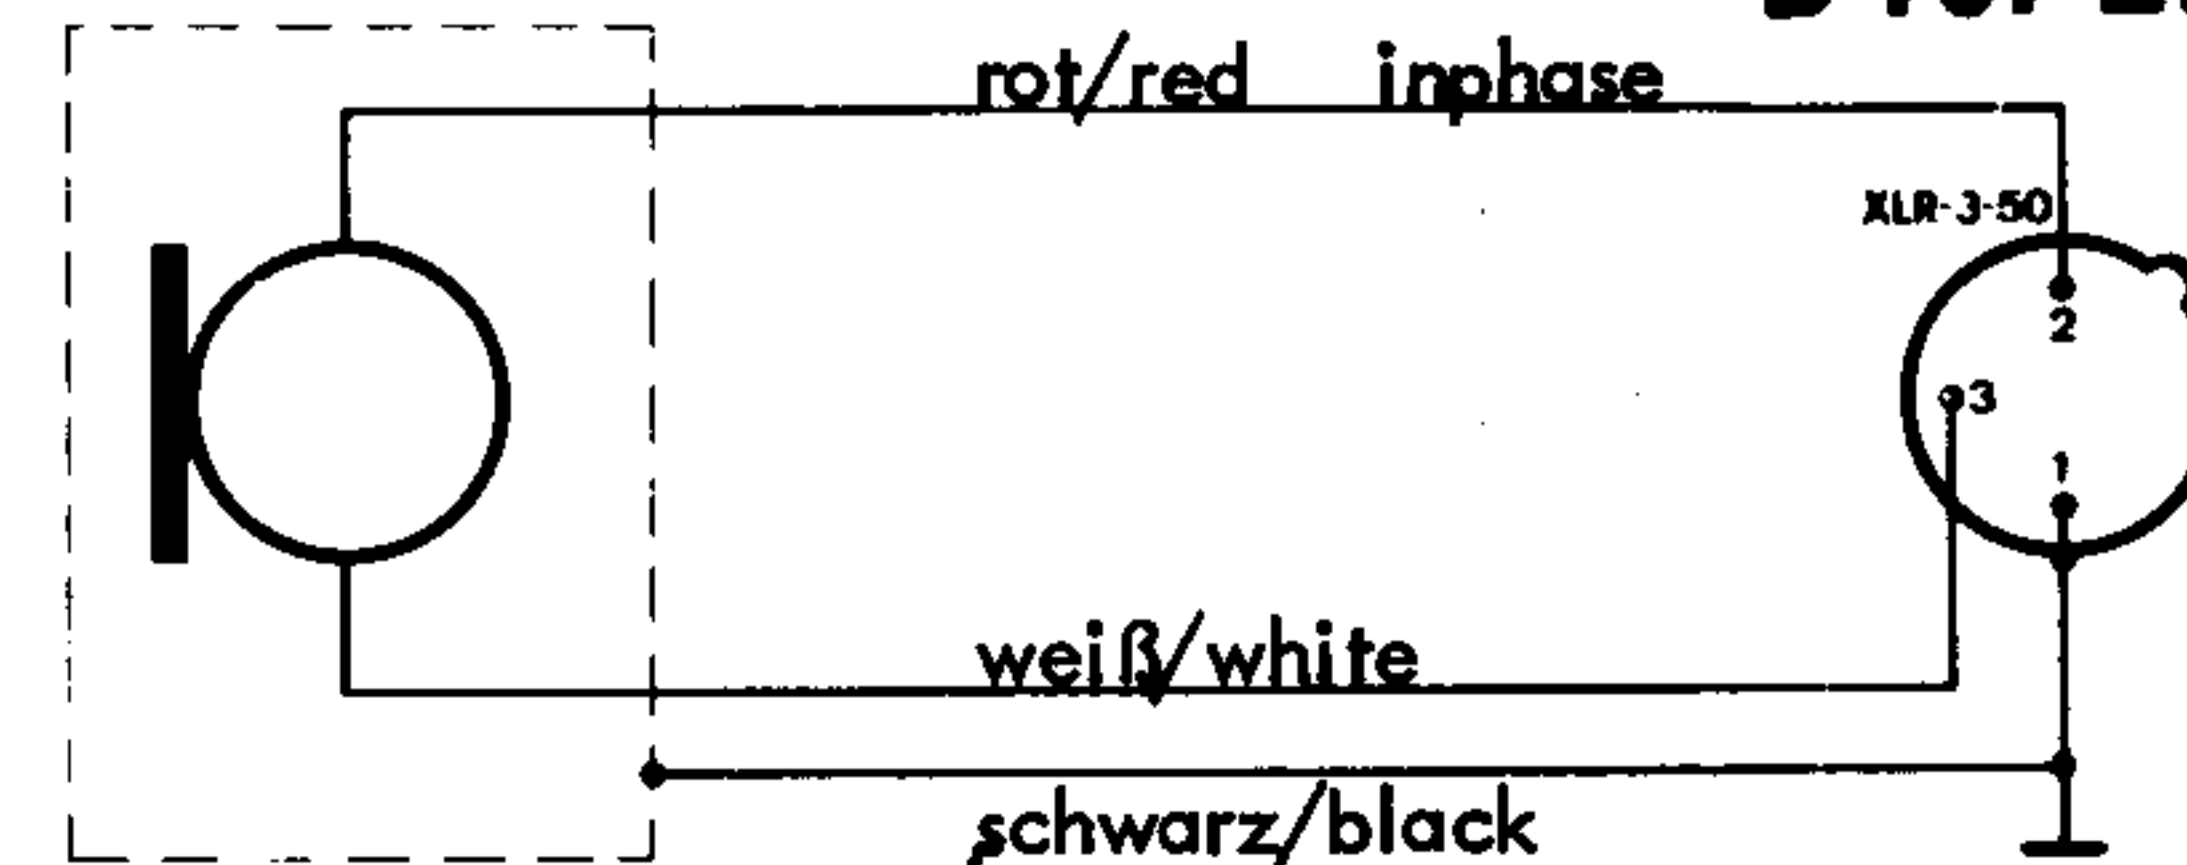 rot/red inphase
XLR-3-50
2
3
1
weiß/white
schwarz/black